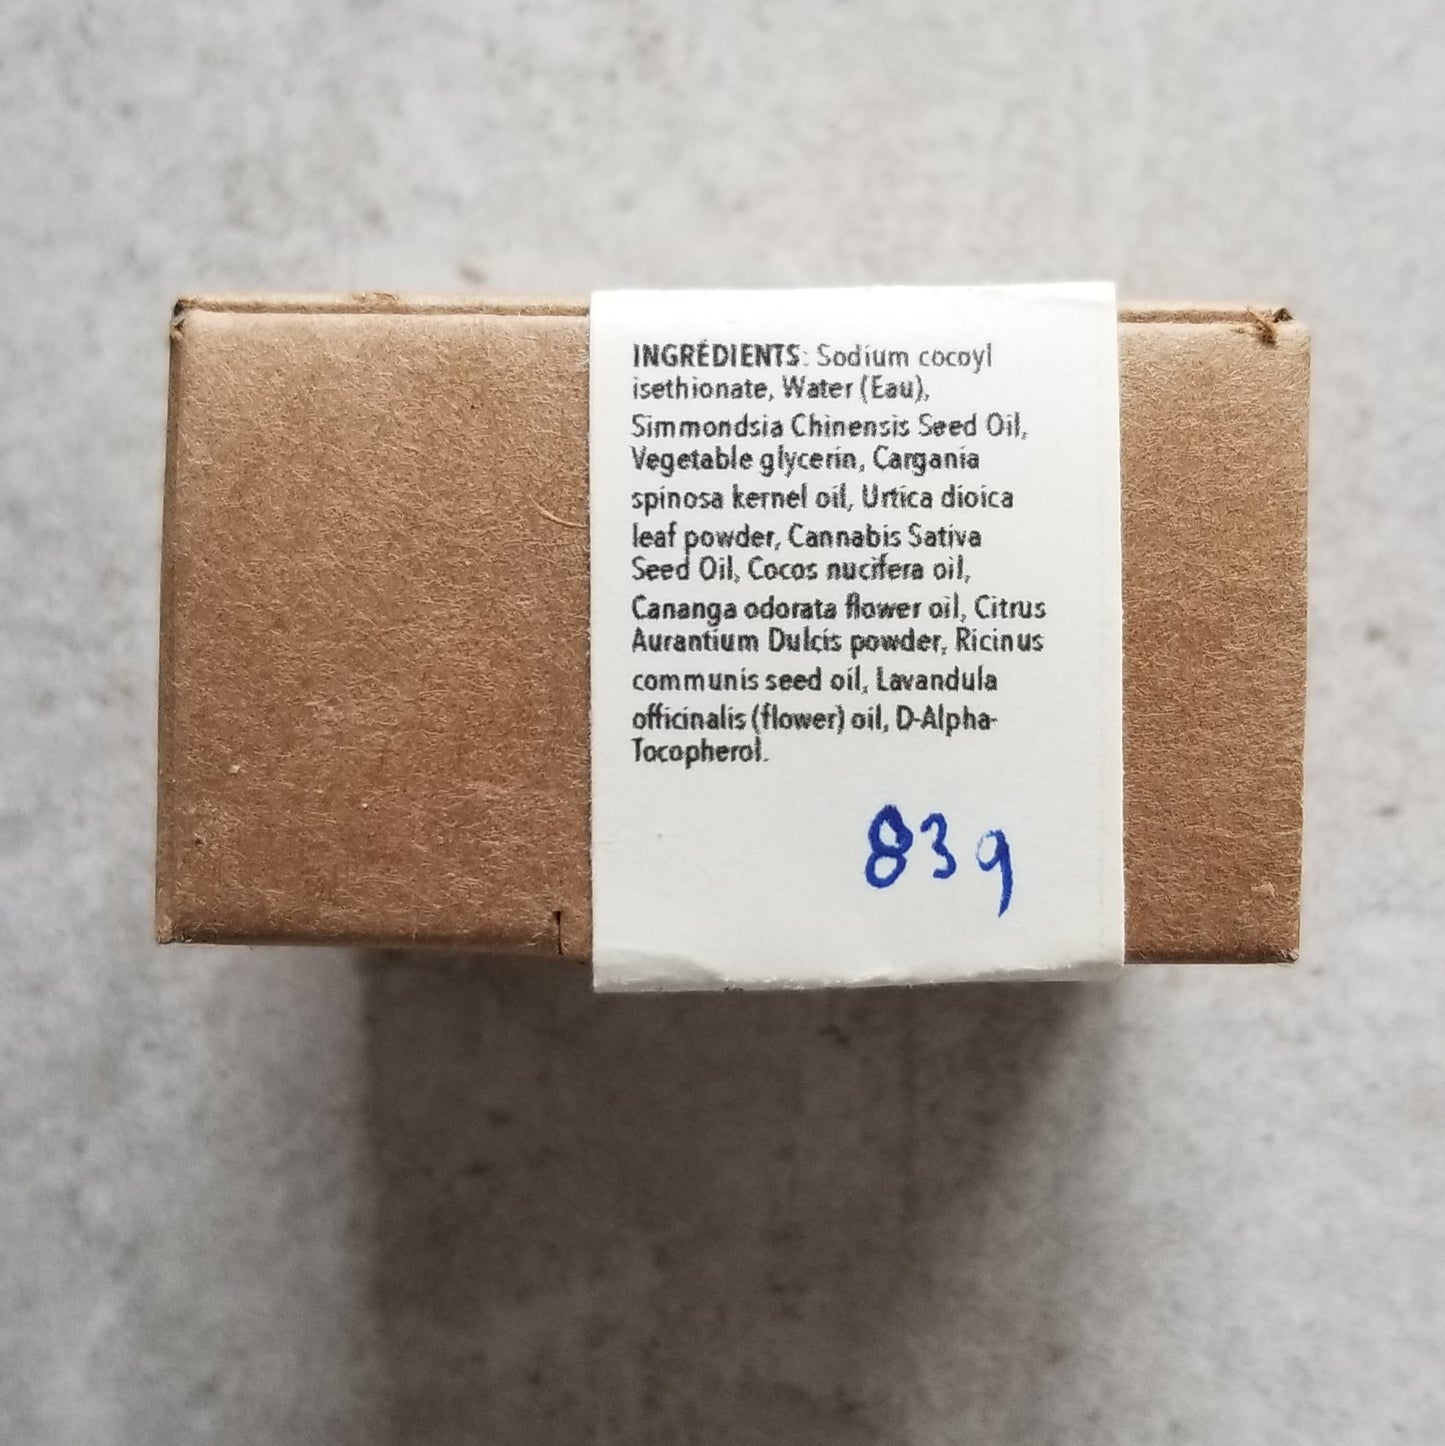 INGRÉDIENTS: Sodium cocoyl
isethionate, Water (Eau),
Simmondsia Chinensis Seed Oil,
Vegetable glycerin, Cargania
spinosa kernel oil, Urtica dioica
leaf powder, Cannabis Sativa
Seed Oil, Cocos nucifera oil,
Cananga odorata flower oil, Citrus
Aurantium Dulcis powder, Ricinus
communis seed oil, Lavandula
officinalis (flower) oil, D-Alpha-
Tocopherol.
83g